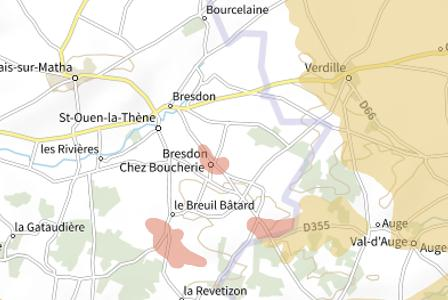 Bourcelaine
ais-sur-Matha
Verdille
Bresdon
D66
St-Ouen-la-Thène
les Rivières
Bresdon
Chez Boucherie
le Breuil Bâtard
la Gataudière
D355
Auge
Val-d'Auge
Auge
la Revetizon